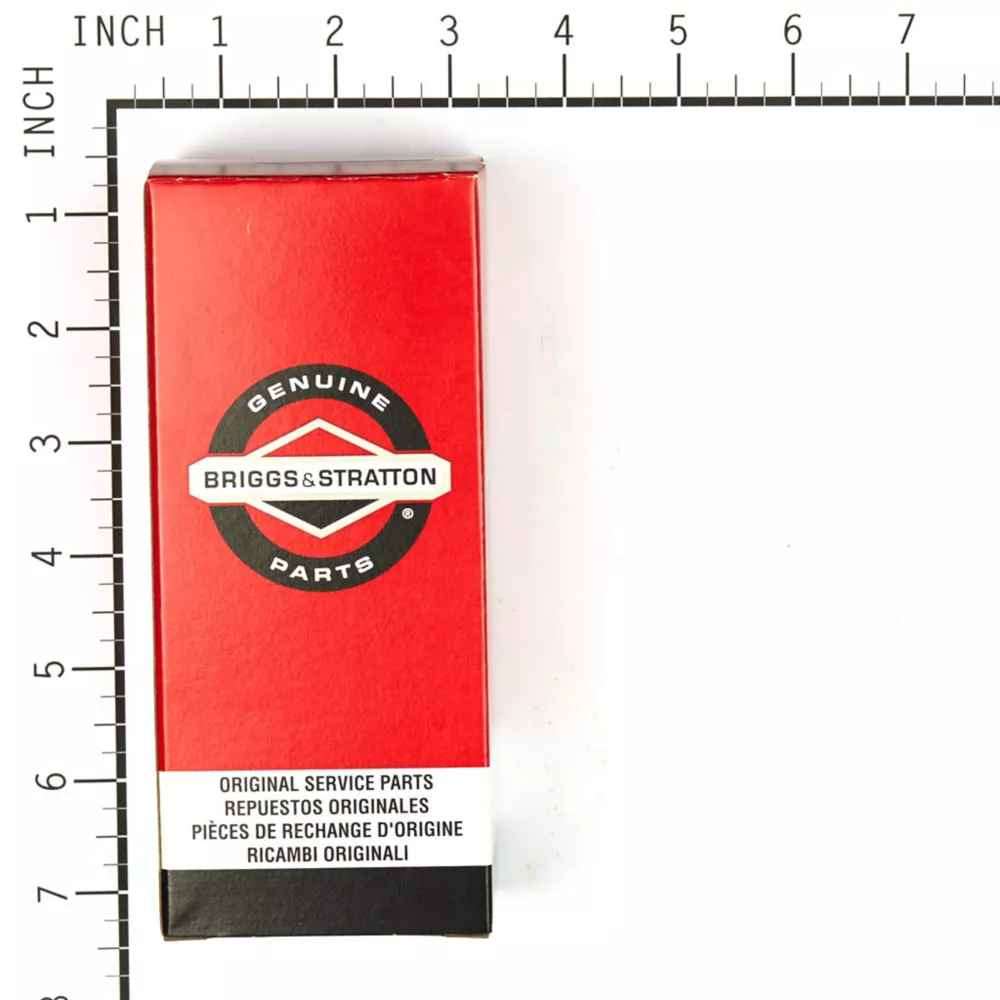 INCH 1 2 3 4 5 6 7
INCH
1
2
3
4
5
6
7
8
GENUINE
BRIGGS & STRATTON
®
PARTS
ORIGINAL SERVICE PARTS
REPUESTOS ORIGINALES
PIÈCES DE RECHANGE D'ORIGINE
RICAMBI ORIGINALI